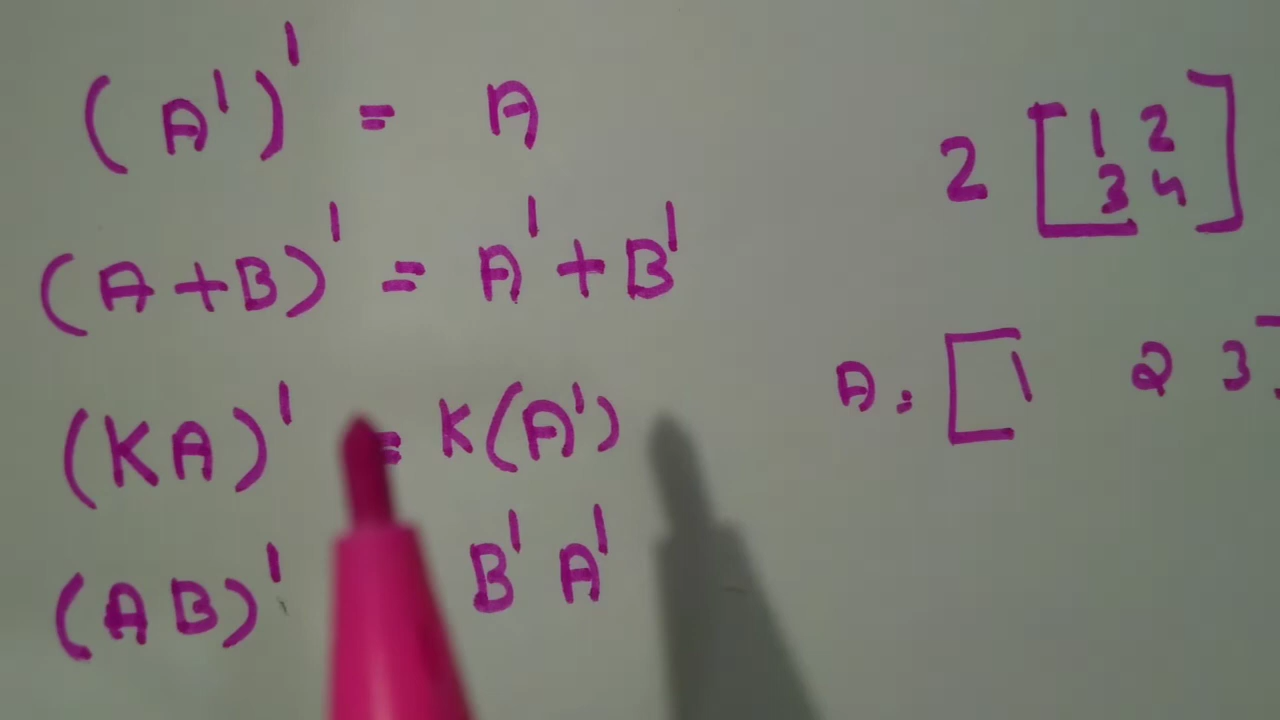 (A')' = A
(A+B)' = A'+B'
(KA)' = K(A')
(AB)' B'A'
2 [1 2
3 4]
A = [1 2 3]